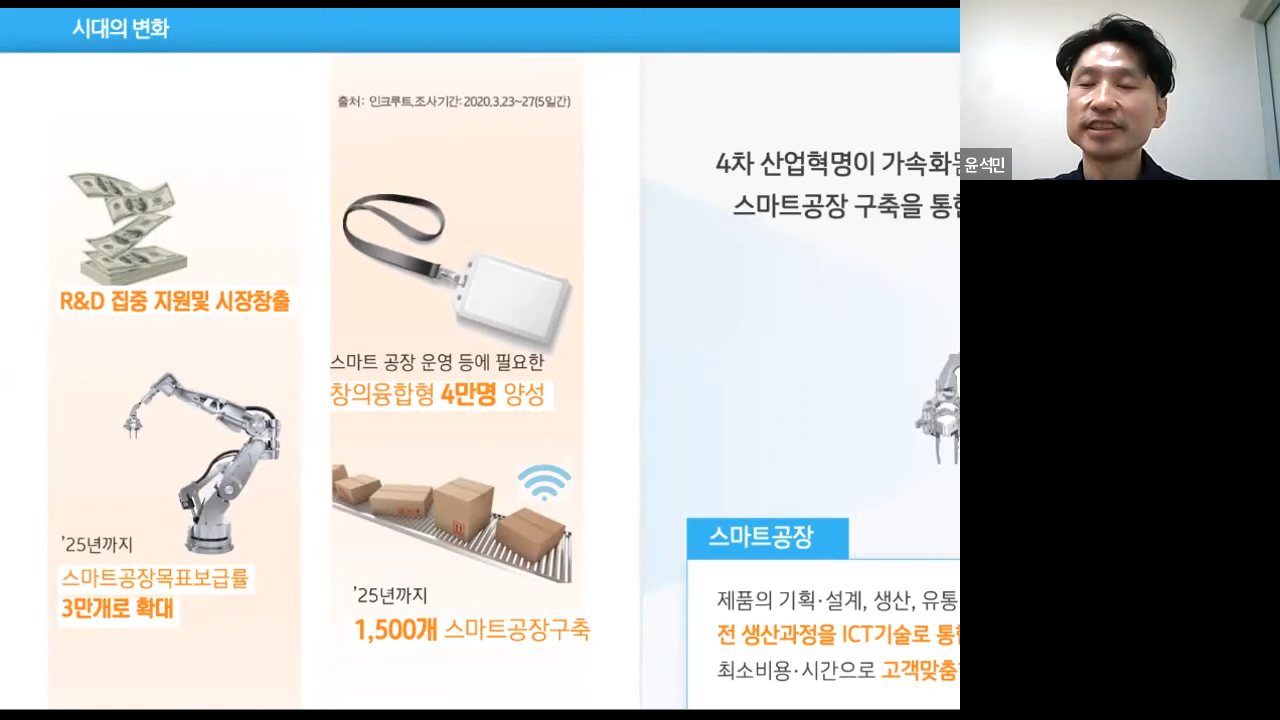 시대의 변화
출처: 인크루트,조사기간: 2020,3,23~27(5일간)
R&D 집중 지원및 시장창출
스마트 공장 운영 등에 필요한
창의융합형 4만명 양성
'25년까지
스마트공장목표보급률
3만개로 확대
'25년까지
1,500개 스마트공장구축
4차 산업혁명이 가속화
스마트공장 구축을 통
스마트공장
제품의 기획·설계, 생산, 유통
전 생산과정을 ICT기술로 통
최소비용·시간으로 고객맞춤
윤석민